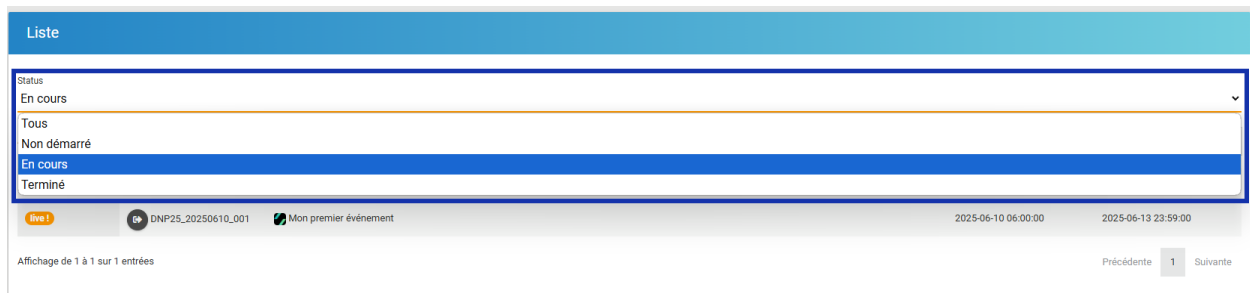 Liste
Status
En cours
Tous
Non démarré
En cours
Terminé
live ! DNP25_20250610_001 Mon premier événement 2025-06-10 06:00:00 2025-06-13 23:59:00
Affichage de 1 à 1 sur 1 entrées Précédente 1 Suivante